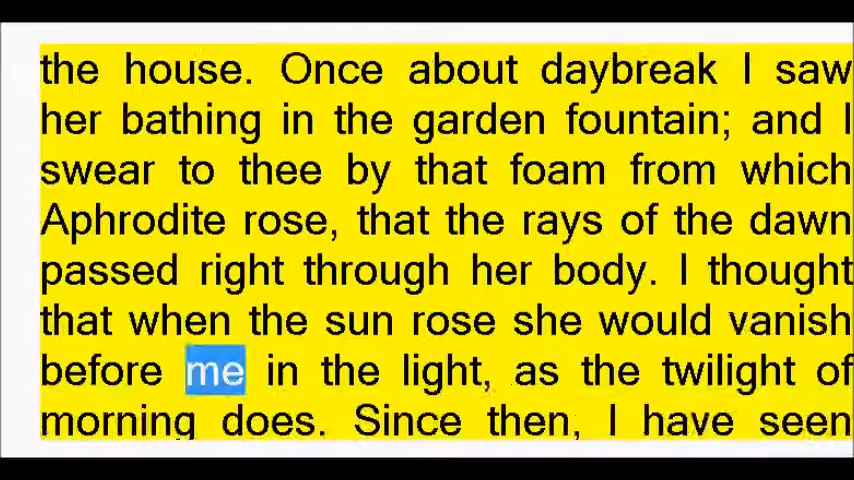 the house. Once about daybreak I saw
her bathing in the garden fountain; and I
swear to thee by that foam from which
Aphrodite rose, that the rays of the dawn
passed right through her body. I thought
that when the sun rose she would vanish
before me in the light, as the twilight of
morning does. Since then, I have seen